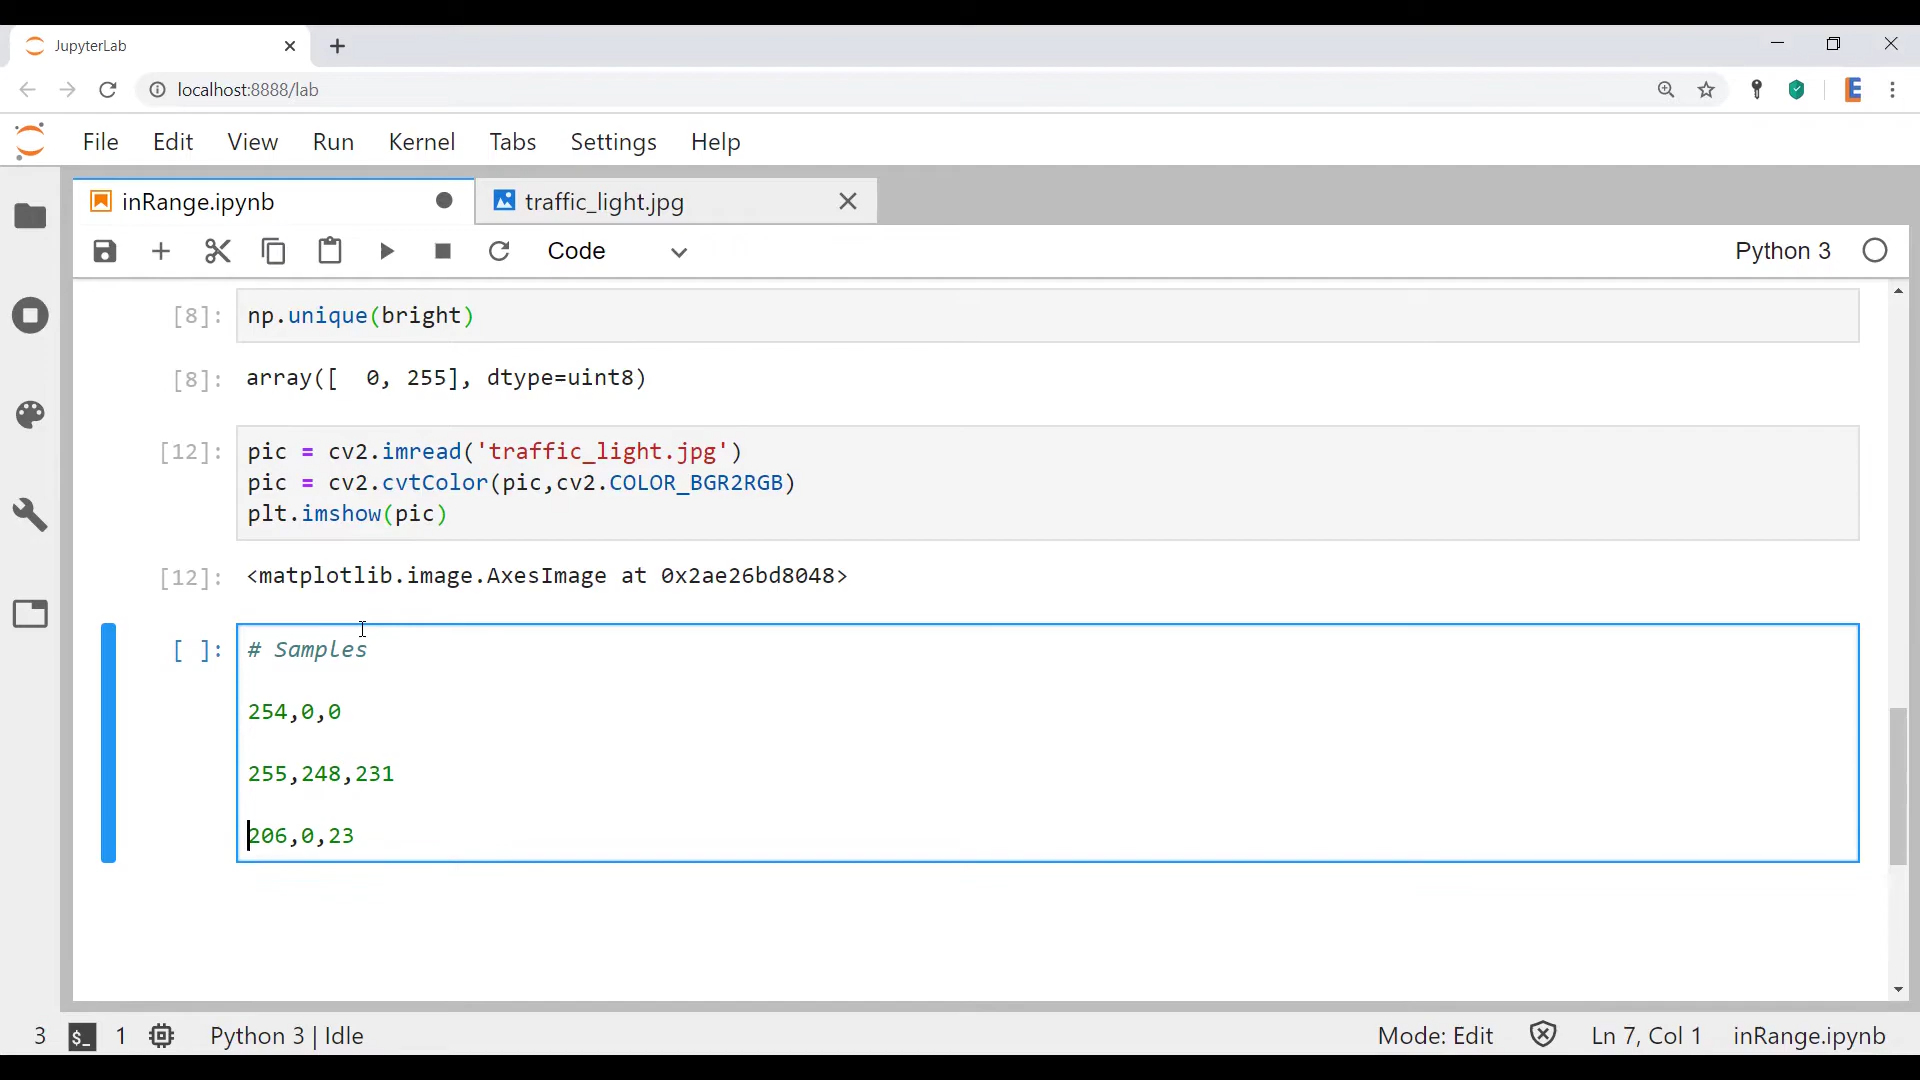 JupyterLab
localhost:8888/lab
File Edit View Run Kernel Tabs Settings Help
inRange.ipynb
traffic_light.jpg
Code
Python 3
[8]: np.unique(bright)
[8]: array([  0, 255], dtype=uint8)
[12]: pic = cv2.imread('traffic_light.jpg')
pic = cv2.cvtColor(pic,cv2.COLOR_BGR2RGB)
plt.imshow(pic)
[12]: <matplotlib.image.AxesImage at 0x2ae26bd8048>
[ ]: # Samples
254,0,0
255,248,231
206,0,23
3 $_ 1 Python 3 | Idle Mode: Edit Ln 7, Col 1 inRange.ipynb